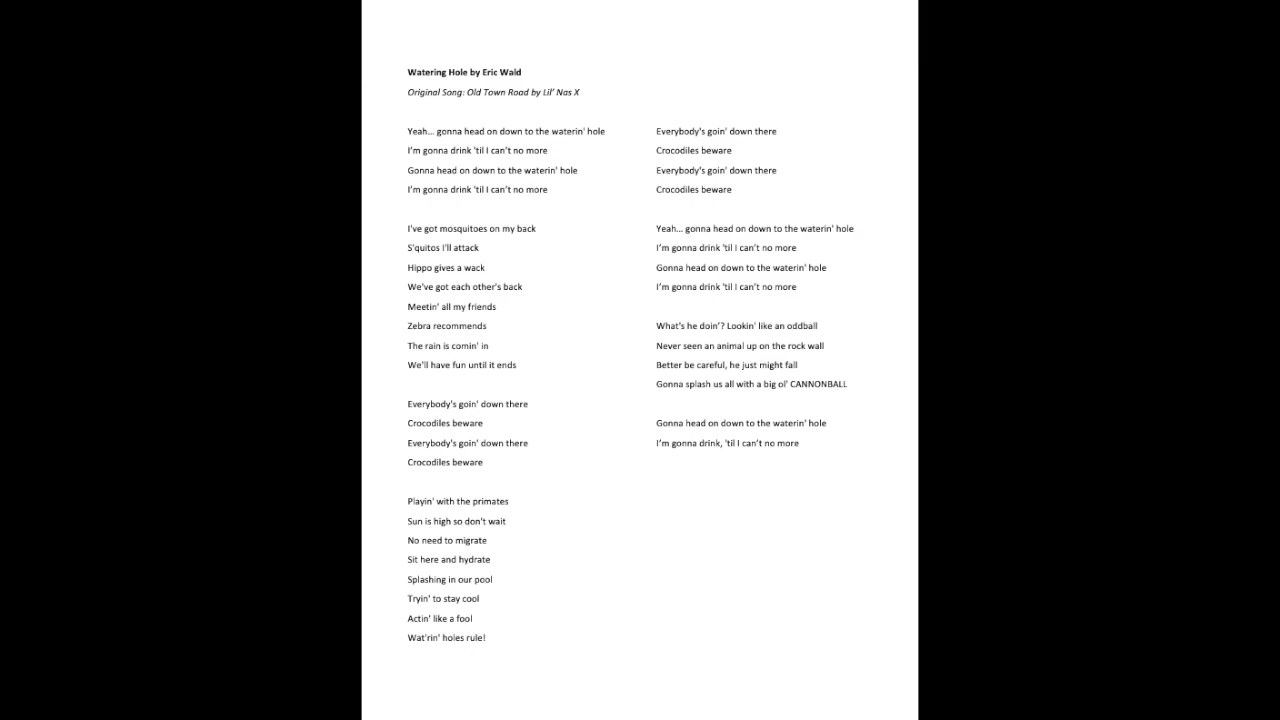 Watering Hole by Eric Wald
Original Song: Old Town Road by Lil' Nas X
Yeah... gonna head on down to the waterin' hole
I'm gonna drink 'til I can't no more
Gonna head on down to the waterin' hole
I'm gonna drink 'til I can't no more
I've got mosquitoes on my back
S'quitos I'll attack
Hippo gives a wack
We've got each other's back
Meetin' all my friends
Zebra recommends
The rain is comin' in
We'll have fun until it ends
Everybody's goin' down there
Crocodiles beware
Everybody's goin' down there
Crocodiles beware
Playin' with the primates
Sun is high so don't wait
No need to migrate
Sit here and hydrate
Splashing in our pool
Tryin' to stay cool
Actin' like a fool
Wat'rin' holes rule!
Everybody's goin' down there
Crocodiles beware
Everybody's goin' down there
Crocodiles beware
Yeah... gonna head on down to the waterin' hole
I'm gonna drink 'til I can't no more
Gonna head on down to the waterin' hole
I'm gonna drink 'til I can't no more
What's he doin'? Lookin' like an oddball
Never seen an animal up on the rock wall
Better be careful, he just might fall
Gonna splash us all with a big ol' CANNONBALL
Gonna head on down to the waterin' hole
I'm gonna drink, 'til I can't no more